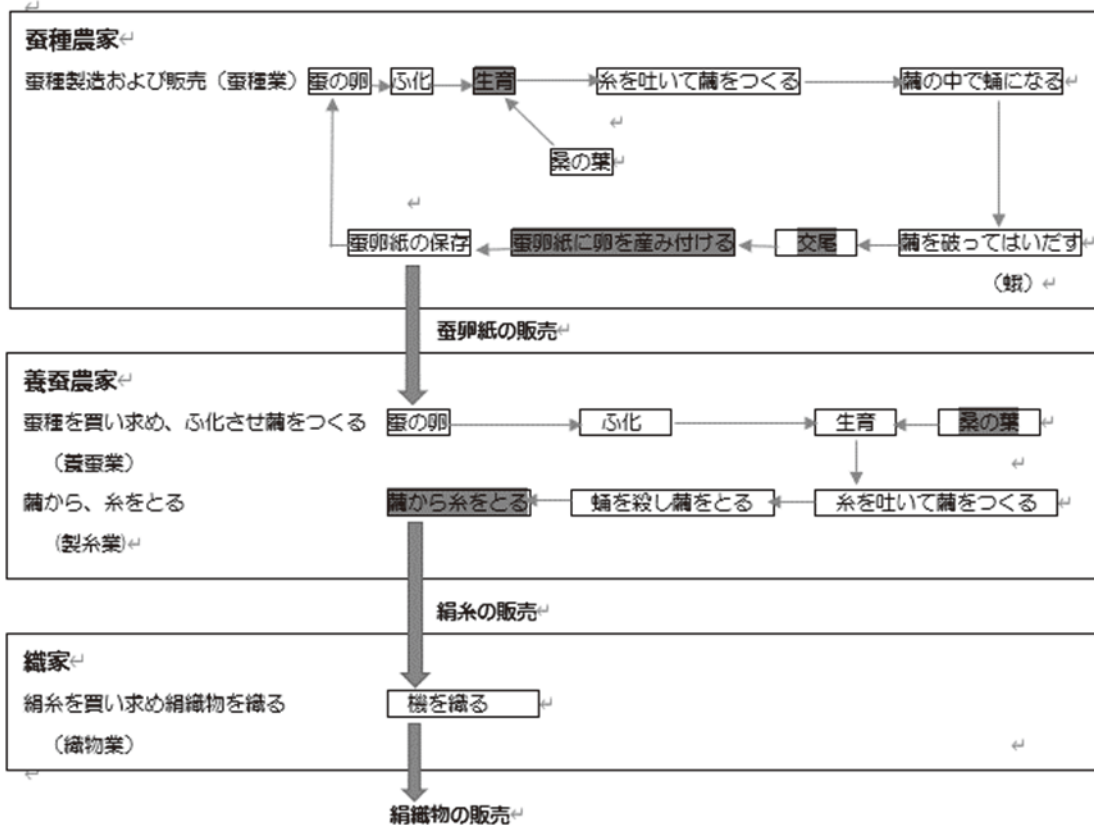 蚕種農家
蚕種製造および販売（蚕種業） 蚕の卵 ふ化 生育 糸を吐いて繭をつくる 繭の中で蛹になる
桑の葉
蚕卵紙の保存 蚕卵紙に卵を産み付ける 交尾 繭を破ってはいだす
（蛾）
蚕卵紙の販売
養蚕農家
蚕種を買い求め、ふ化させ繭をつくる 蚕の卵 ふ化 生育 桑の葉
（養蚕業）
繭から、糸をとる 繭から糸をとる 蛹を殺し繭をとる 糸を吐いて繭をつくる
（製糸業）
絹糸の販売
織家
絹糸を買い求め絹織物を織る 機を織る
（織物業）
絹織物の販売